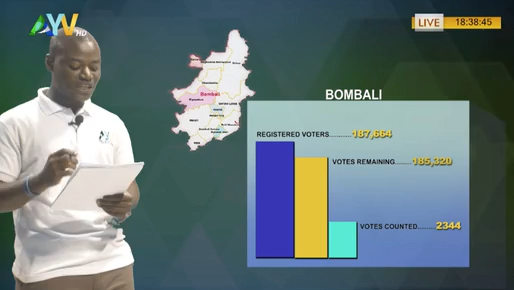 AYV
HD
LIVE
18:38:45
Bombali
BOMBALI
REGISTERED VOTERS...........187,664
VOTES REMAINING.........185,320
VOTES COUNTED.........2344